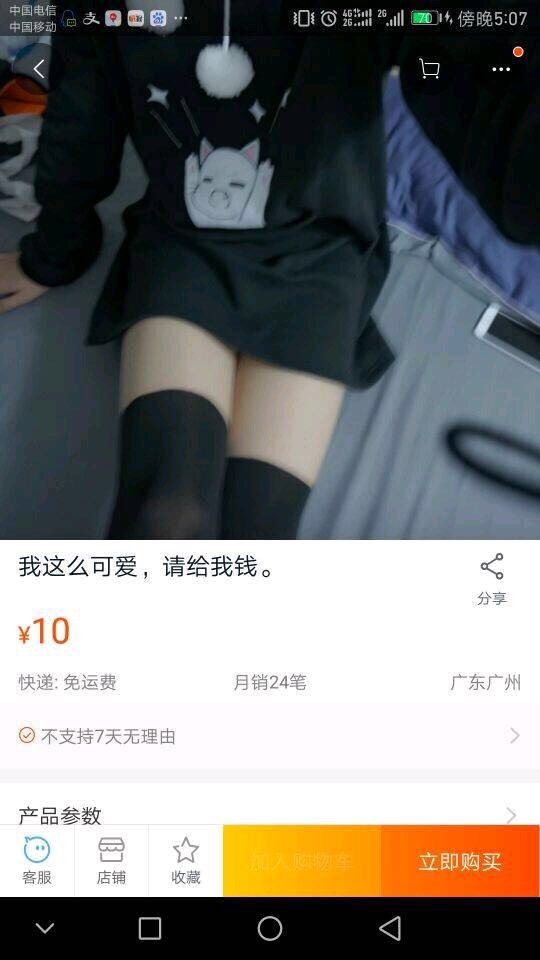 中国电信
中国移动
4G 2G 2G 70 傍晚5:07
我这么可爱，请给我钱。
分享
¥10
快递: 免运费 月销24笔 广东广州
不支持7天无理由
产品参数
客服 店铺 收藏 加入购物车 立即购买